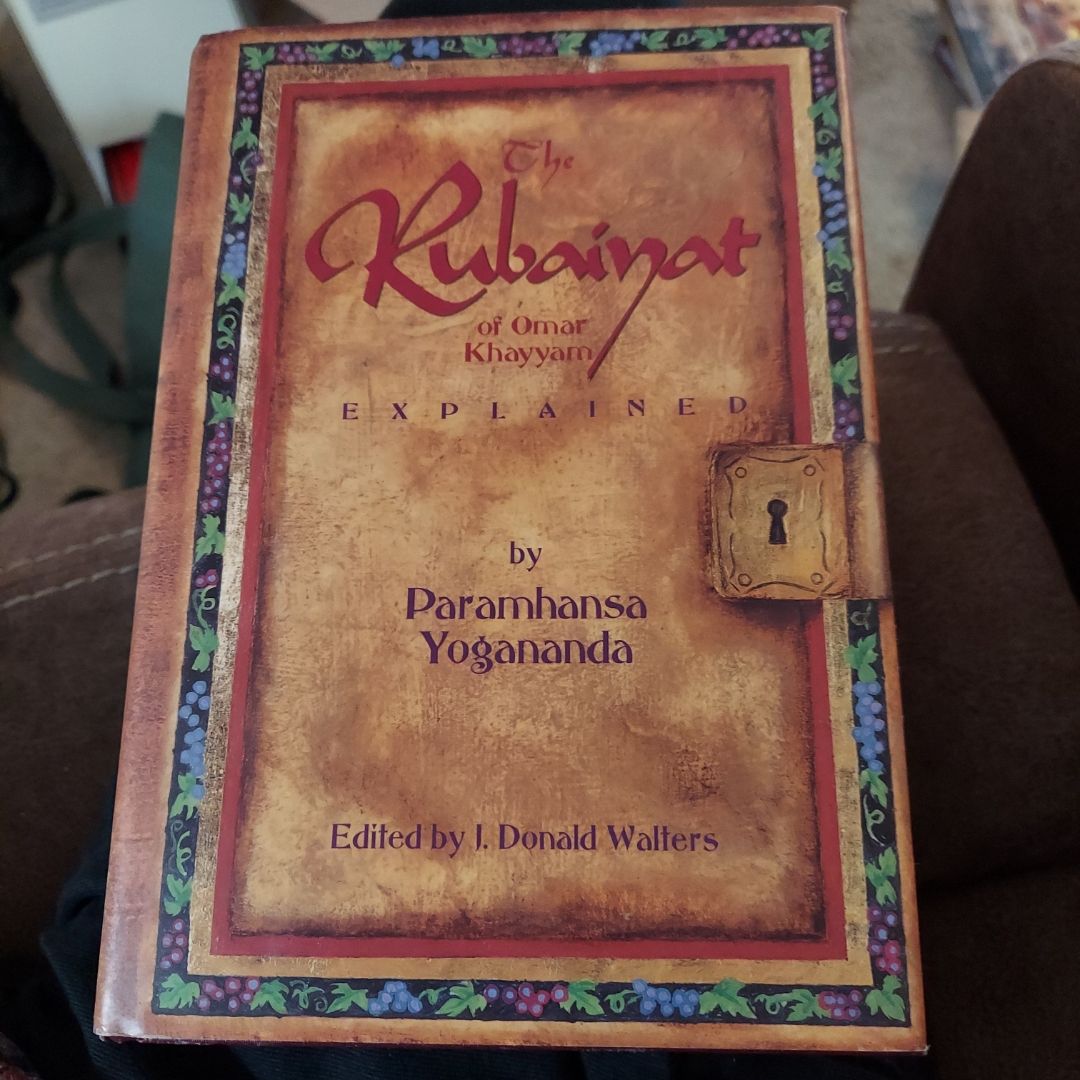 The
Rubaiyat
of Omar
Khayyam
EXPLAINED
by
Paramhansa
Yogananda
Edited by J. Donald Walters